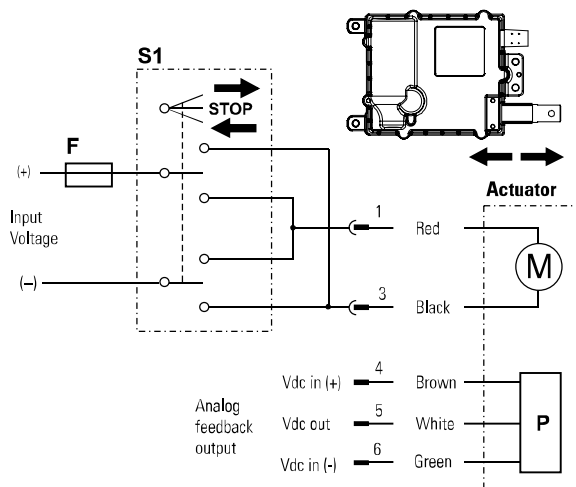 S1
STOP
F
(+)
Input
Voltage
(–)
Actuator
1 Red
M
3 Black
Analog
feedback
output
Vdc in (+) 4 Brown
Vdc out 5 White
P
Vdc in (-) 6 Green